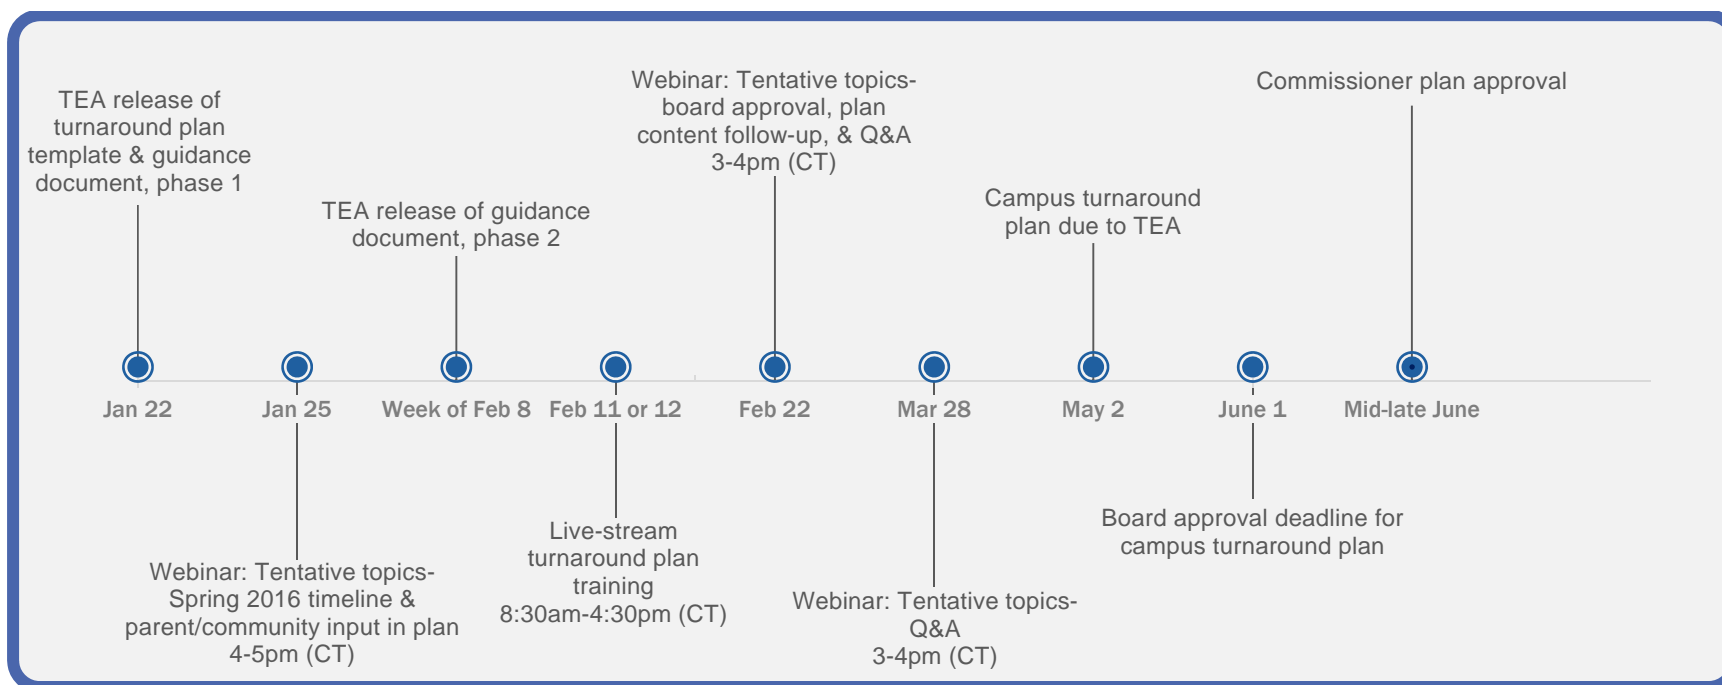 TEA release of
turnaround plan
template & guidance
document, phase 1
TEA release of guidance
document, phase 2
Webinar: Tentative topics-
board approval, plan
content follow-up, & Q&A
3-4pm (CT)
Campus turnaround
plan due to TEA
Commissioner plan approval
Jan 22
Jan 25
Week of Feb 8
Feb 11 or 12
Feb 22
Mar 28
May 2
June 1
Mid-late June
Webinar: Tentative topics-
Spring 2016 timeline &
parent/community input in plan
4-5pm (CT)
Live-stream
turnaround plan
training
8:30am-4:30pm (CT)
Webinar: Tentative topics-
Q&A
3-4pm (CT)
Board approval deadline for
campus turnaround plan